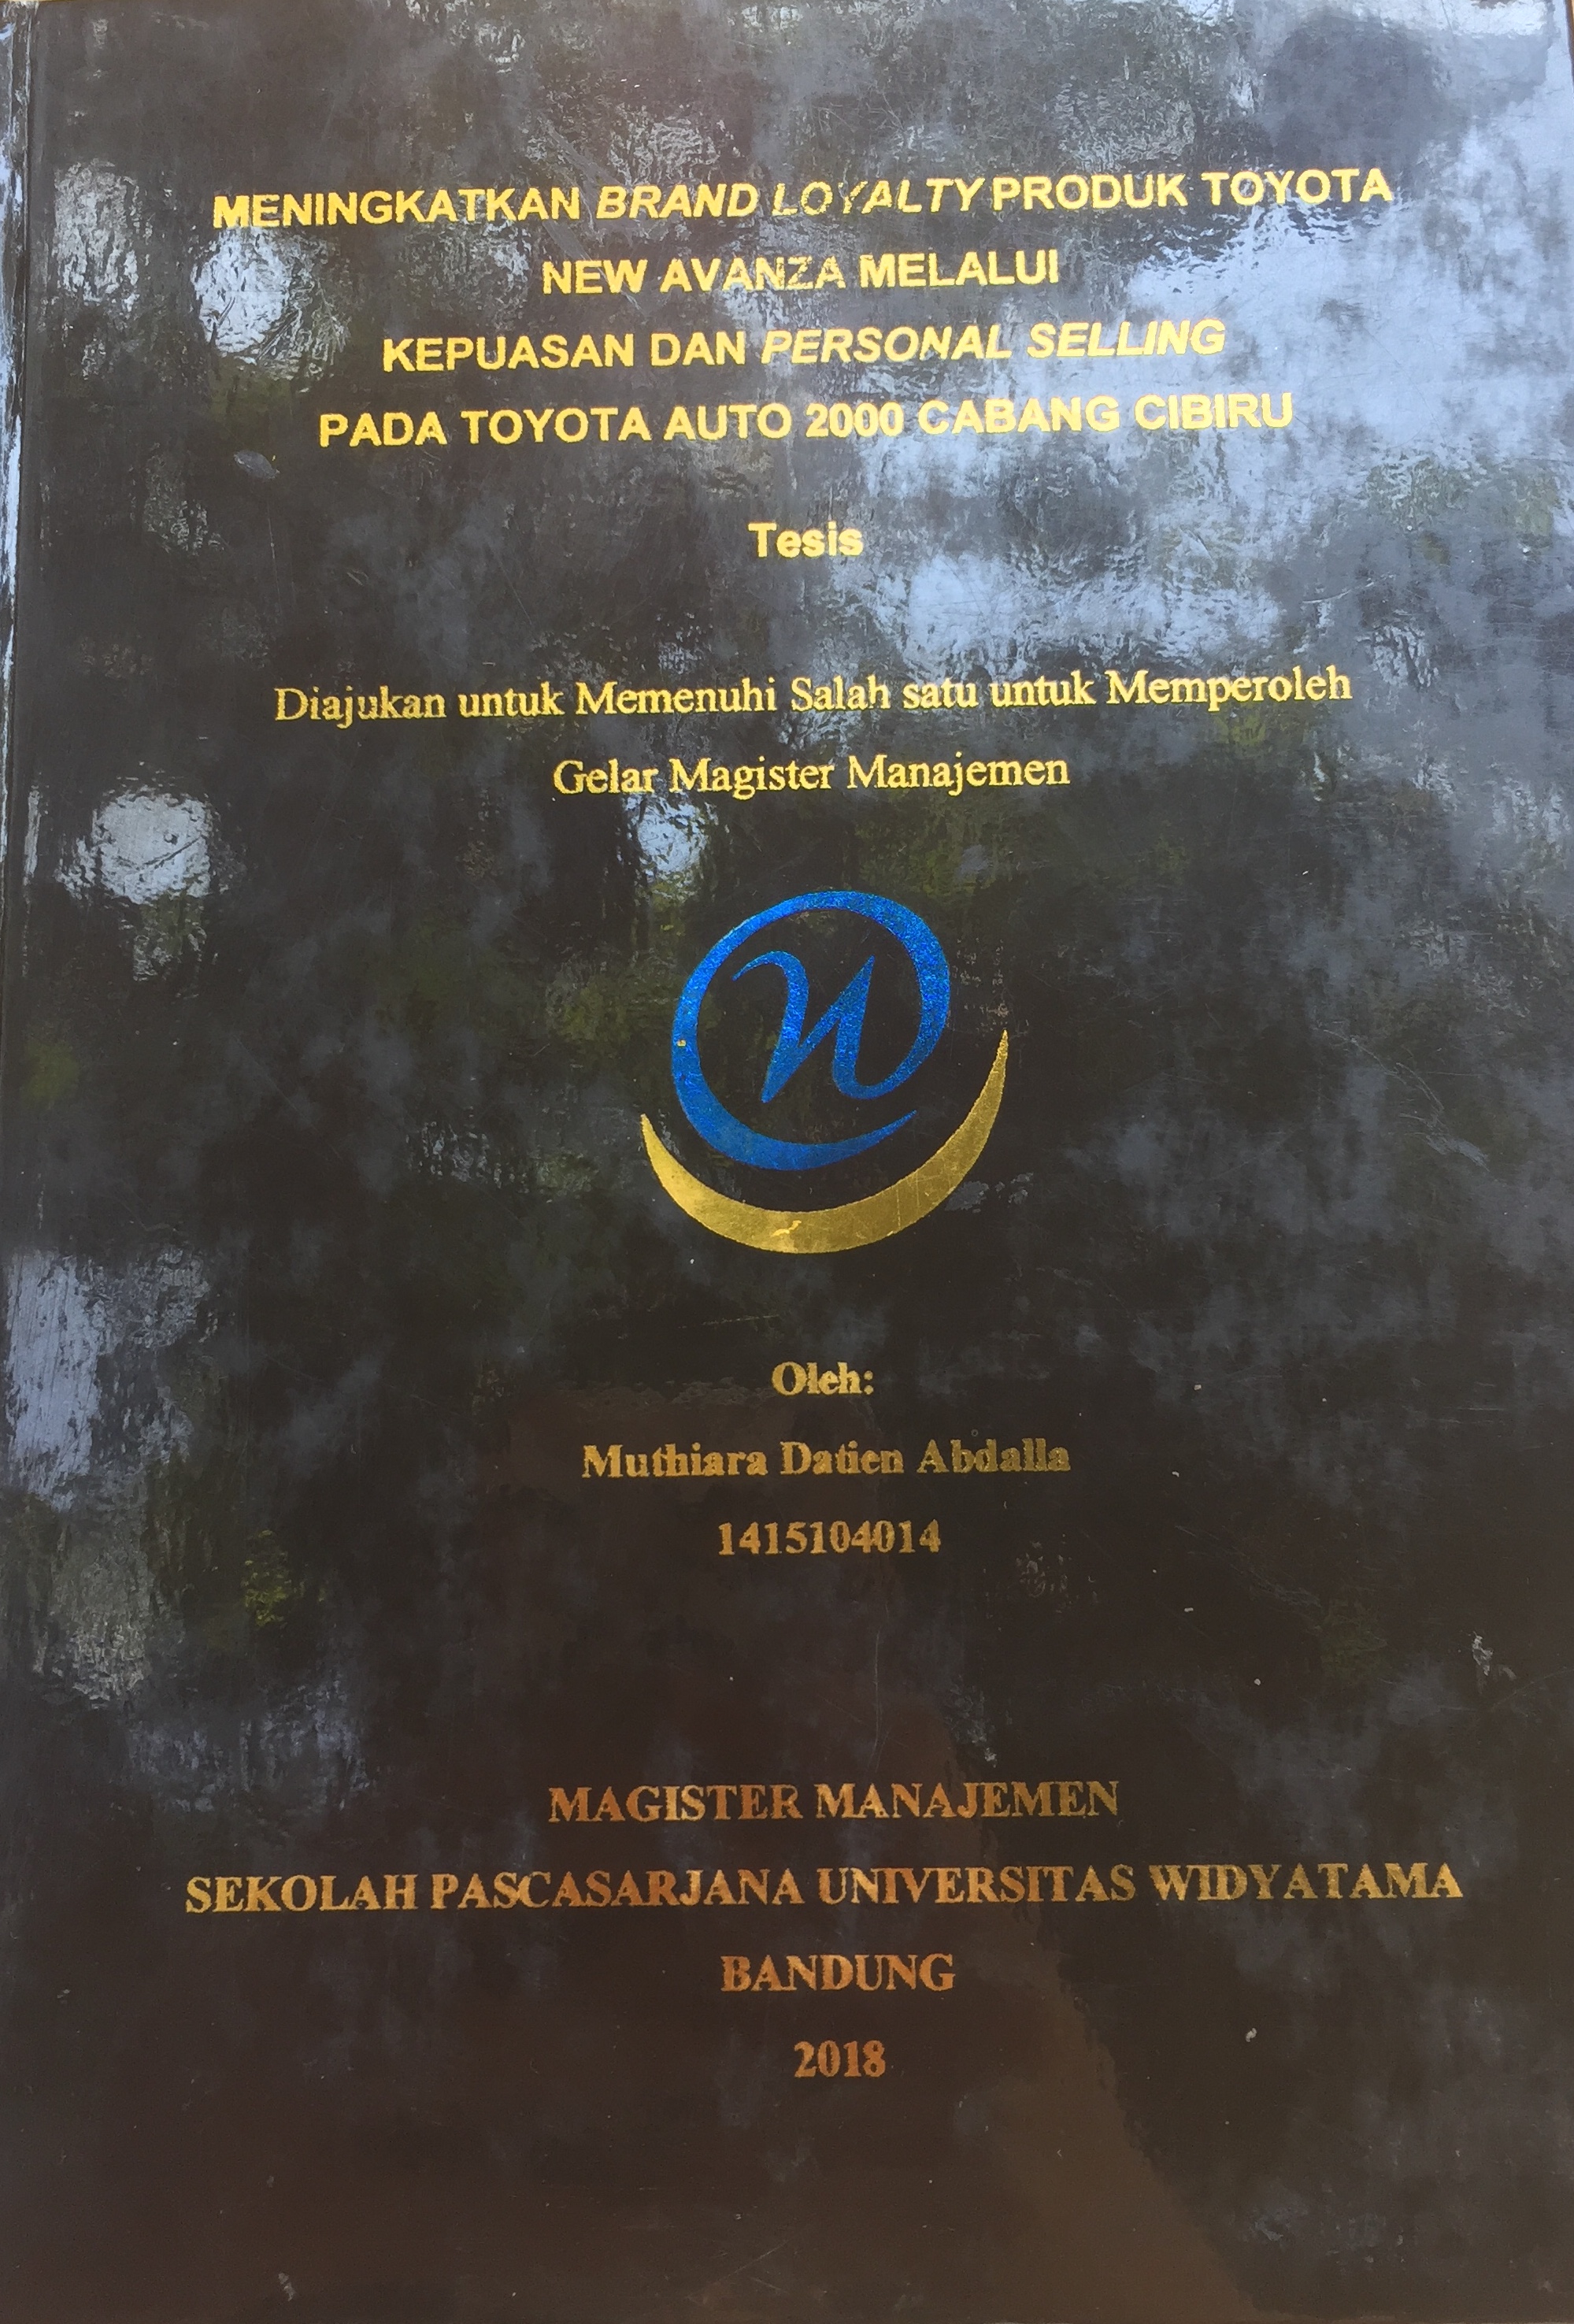 MENINGKATKAN BRAND LOYALTY PRODUK TOYOTA
NEW AVANZA MELALUI
KEPUASAN DAN PERSONAL SELLING
PADA TOYOTA AUTO 2000 CABANG CIBIRU
Tesis
Diajukan untuk Memenuhi Salah satu untuk Memperoleh
Gelar Magister Manajemen
Oleh:
Muthiara Datien Abdalla
1415104014
MAGISTER MANAJEMEN
SEKOLAH PASCASARJANA UNIVERSITAS WIDYATAMA
BANDUNG
2018